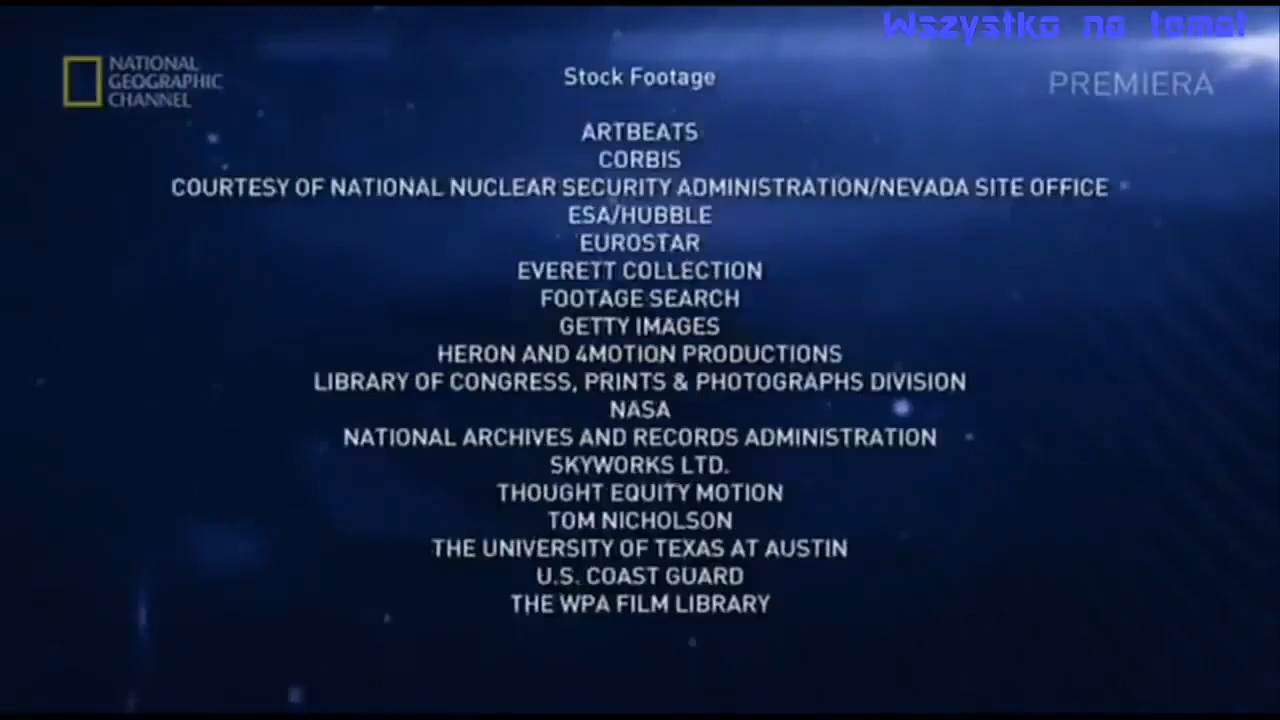 Wszystko na temat
NATIONAL
GEOGRAPHIC
CHANNEL
PREMIERA
Stock Footage
ARTBEATS
CORBIS
COURTESY OF NATIONAL NUCLEAR SECURITY ADMINISTRATION/NEVADA SITE OFFICE
ESA/HUBBLE
EUROSTAR
EVERETT COLLECTION
FOOTAGE SEARCH
GETTY IMAGES
HERON AND 4MOTION PRODUCTIONS
LIBRARY OF CONGRESS, PRINTS & PHOTOGRAPHS DIVISION
NASA
NATIONAL ARCHIVES AND RECORDS ADMINISTRATION
SKYWORKS LTD.
THOUGHT EQUITY MOTION
TOM NICHOLSON
THE UNIVERSITY OF TEXAS AT AUSTIN
U.S. COAST GUARD
THE WPA FILM LIBRARY